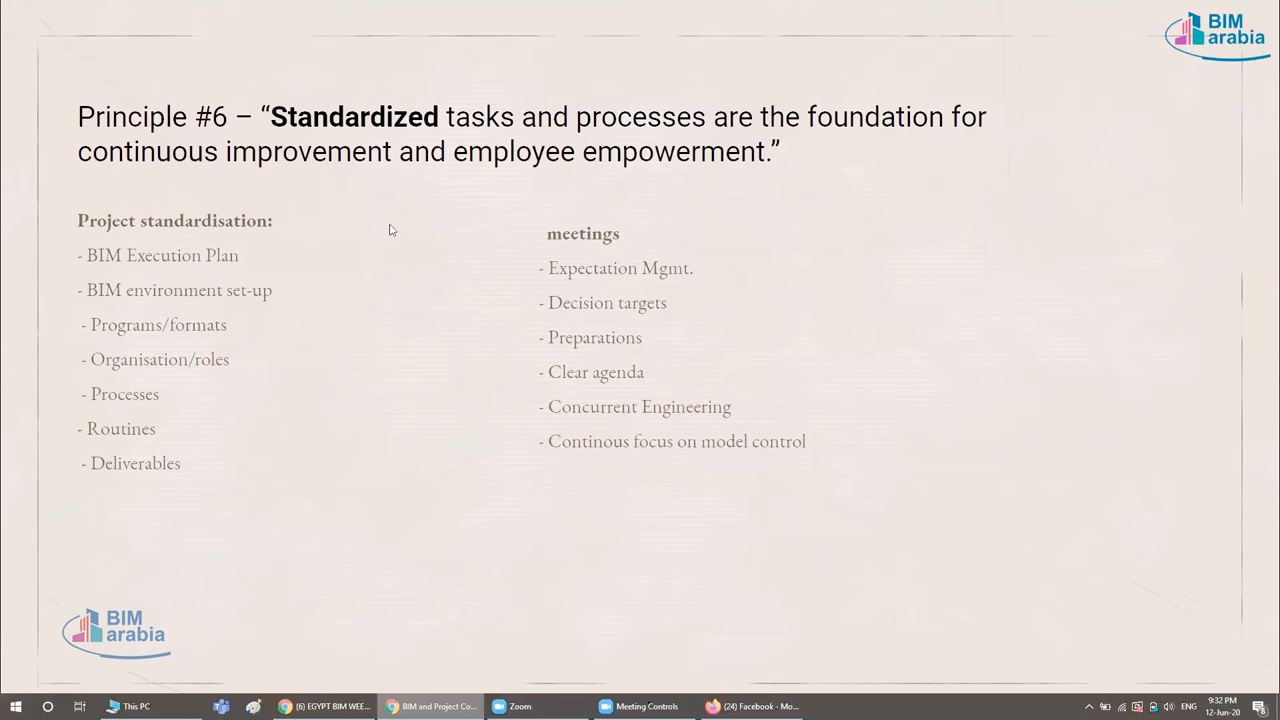 BIM
arabia
Principle #6 – “Standardized tasks and processes are the foundation for
continuous improvement and employee empowerment.”
Project standardisation:
- BIM Execution Plan
- BIM environment set-up
- Programs/formats
- Organisation/roles
- Processes
- Routines
- Deliverables
meetings
- Expectation Mgmt.
- Decision targets
- Preparations
- Clear agenda
- Concurrent Engineering
- Continous focus on model control
BIM
arabia
This PC
(6) EGYPT BIM WEE...
BIM and Project Co...
Zoom
Meeting Controls
(24) Facebook - Mo...
ENG
9:32 PM
12-Jun-20